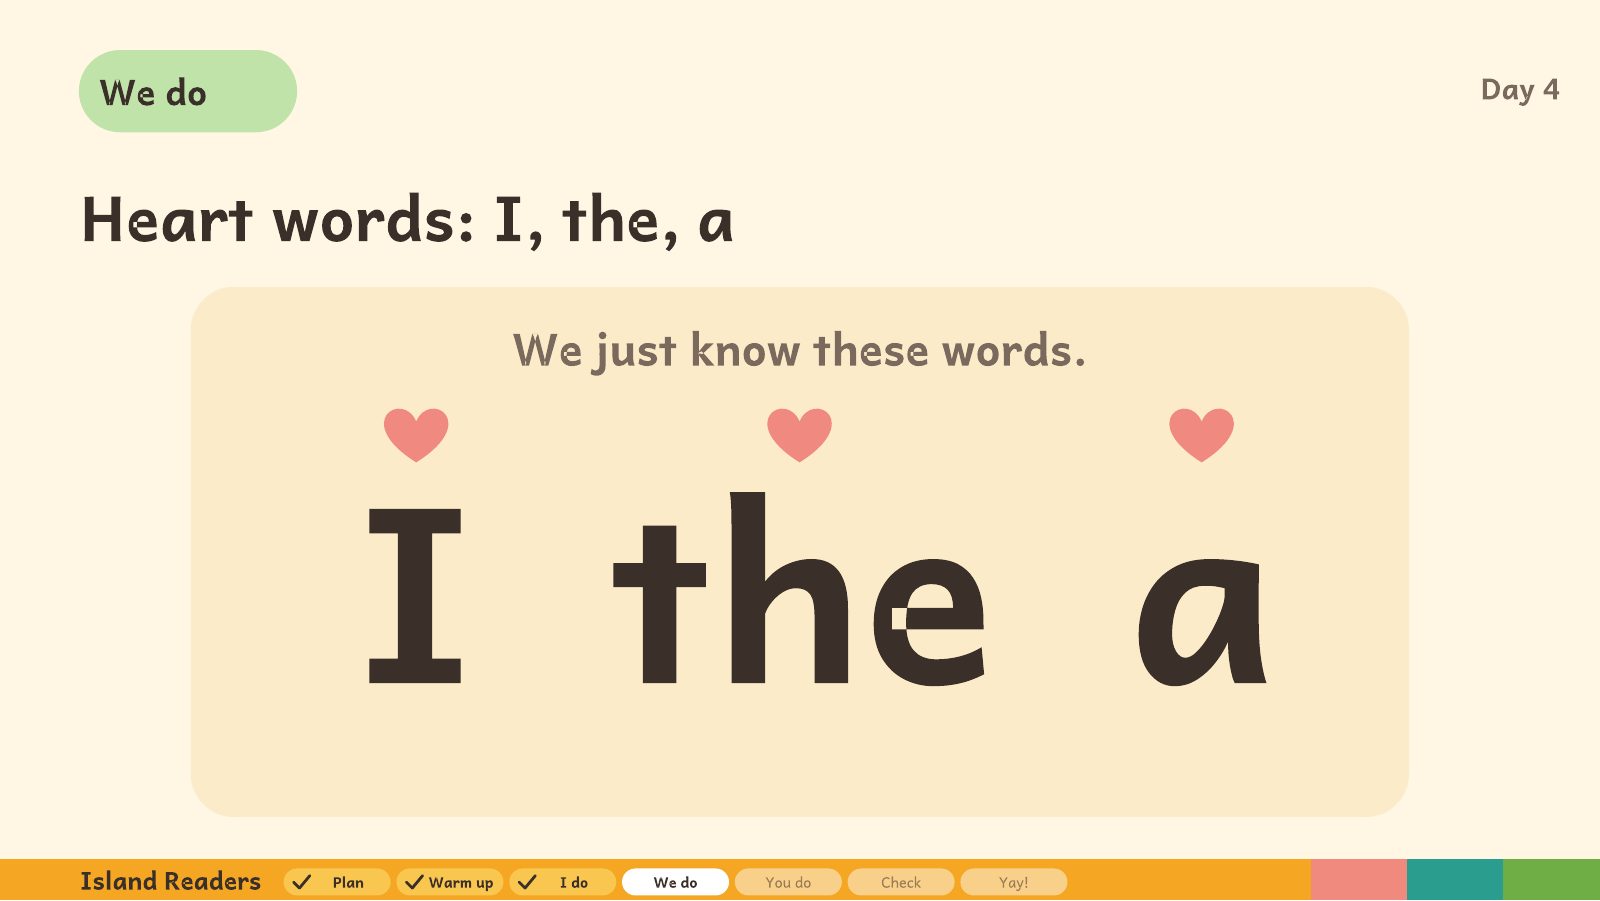 We do
Day 4
Heart words: I, the, a
We just know these words.
I the a
Island Readers Plan Warm up I do We do You do Check Yay!